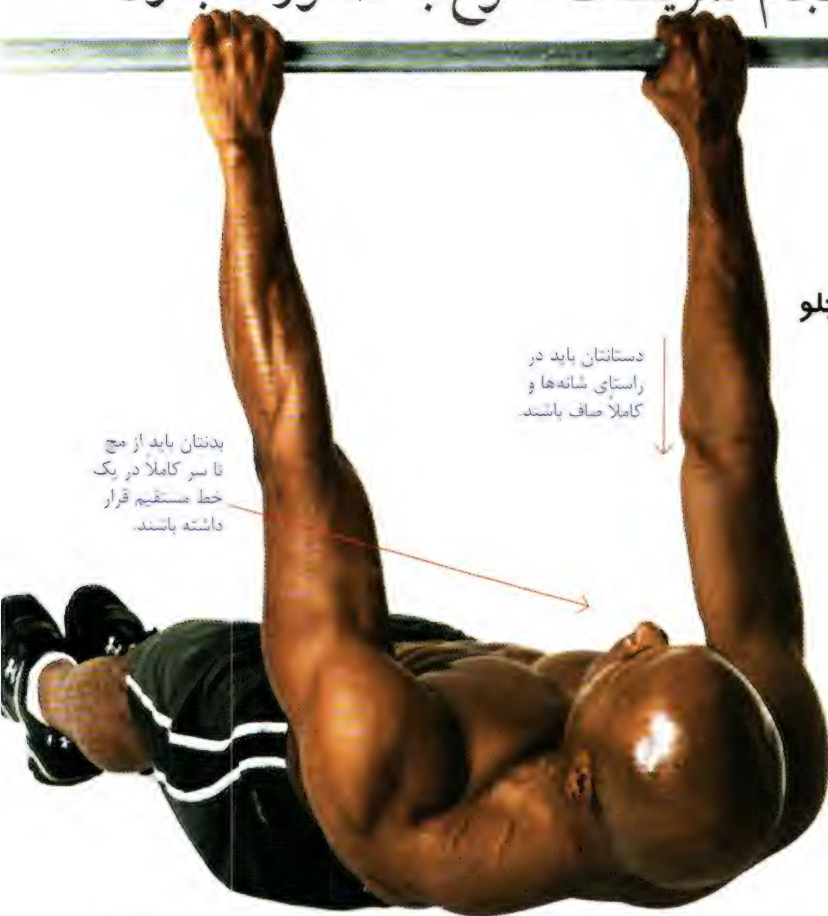 دستانتان باید در
راستای شانه‌ها و
کاملاً صاف باشند.
بدنتان باید از مچ
تا سر کاملاً در یک
خط مستقیم قرار
داشته باشند.